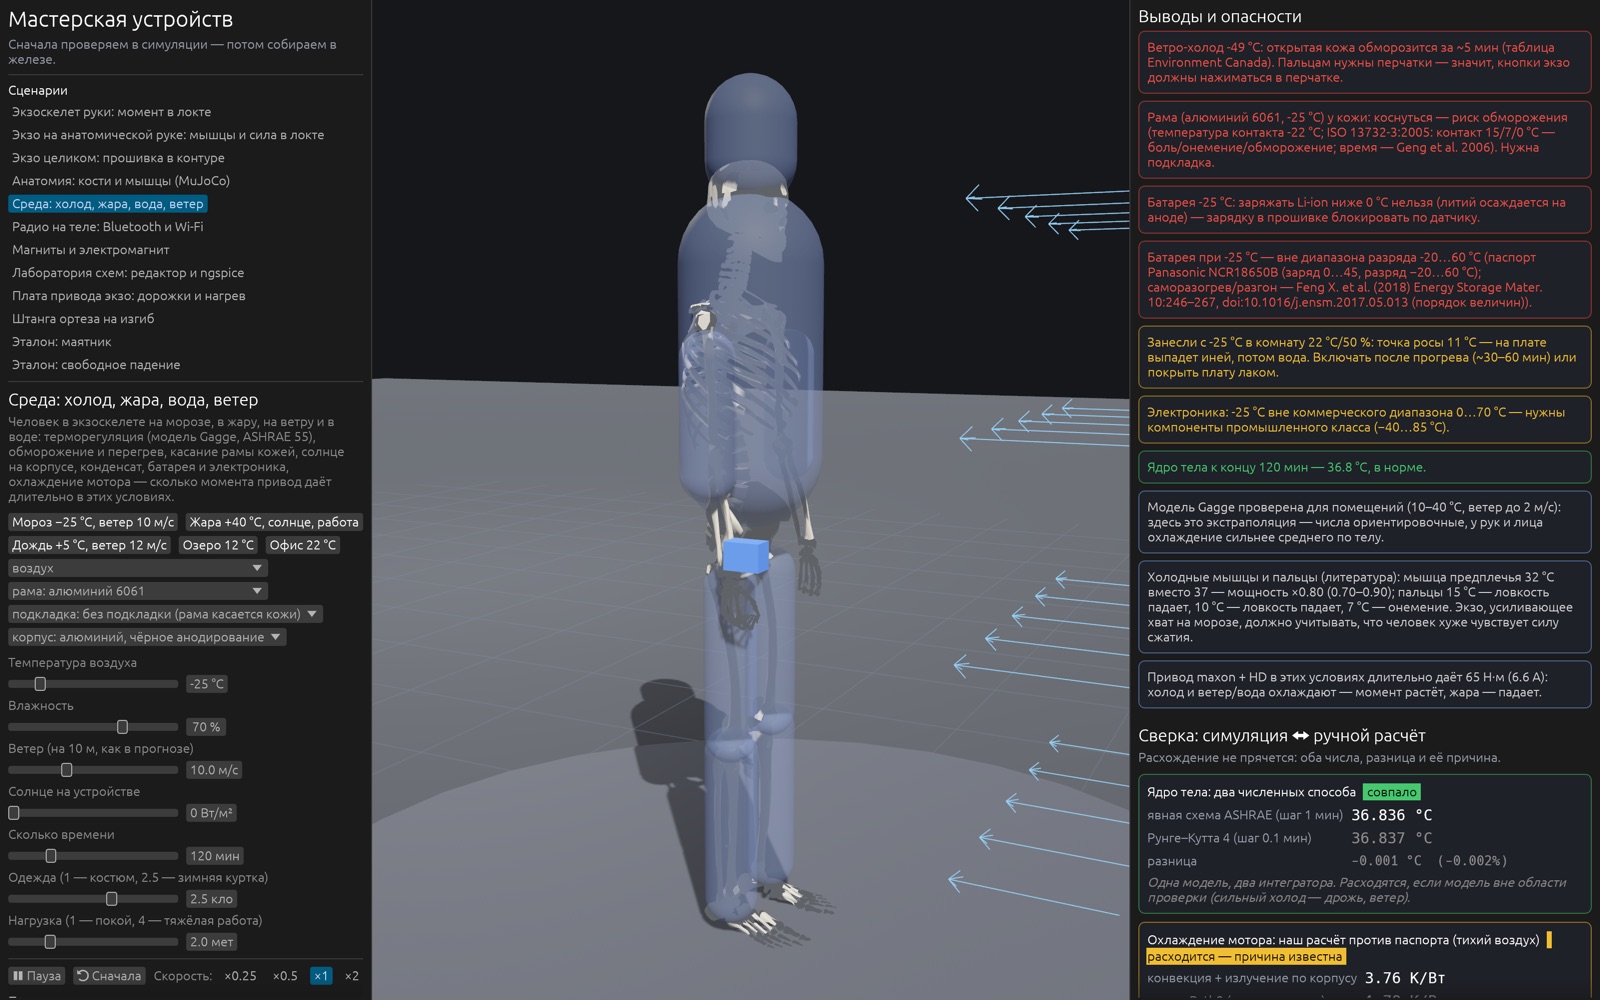 Мастерская устройств
Сначала проверяем в симуляции — потом собираем в
железе.
Сценарии
Экзоскелет руки: момент в локте
Экзо на анатомической руке: мышцы и сила в локте
Экзо целиком: прошивка в контуре
Анатомия: кости и мышцы (MuJoCo)
Среда: холод, жара, вода, ветер
Радио на теле: Bluetooth и Wi-Fi
Магниты и электромагнит
Лаборатория схем: редактор и ngspice
Плата привода экзо: дорожки и нагрев
Штанга ортеза на изгиб
Эталон: маятник
Эталон: свободное падение
Среда: холод, жара, вода, ветер
Человек в экзоскелете на морозе, в жару, на ветру и в
воде: терморегуляция (модель Gagge, ASHRAE 55),
обморожение и перегрев, касание рамы кожей, солнце
на корпусе, конденсат, батарея и электроника,
охлаждение мотора — сколько момента привод даёт
длительно в этих условиях.
Мороз −25 °C, ветер 10 м/с
Жара +40 °C, солнце, работа
Дождь +5 °C, ветер 12 м/с
Озеро 12 °C
Офис 22 °C
воздух
рама: алюминий 6061
подкладка: без подкладки (рама касается кожи)
корпус: алюминий, чёрное анодирование
Температура воздуха
-25 °C
Влажность
70 %
Ветер (на 10 м, как в прогнозе)
10.0 м/с
Солнце на устройстве
0 Вт/м²
Сколько времени
120 мин
Одежда (1 — костюм, 2.5 — зимняя куртка)
2.5 кло
Нагрузка (1 — покой, 4 — тяжёлая работа)
2.0 мет
Пауза
Сначала
Скорость:
×0.25
×0.5
×1
×2
Выводы и опасности
Ветро-холод -49 °C: открытая кожа обморозится за ~5 мин (таблица
Environment Canada). Пальцам нужны перчатки — значит, кнопки экзо
должны нажиматься в перчатке.
Рама (алюминий 6061, -25 °C) у кожи: коснуться — риск обморожения
(температура контакта -22 °C; ISO 13732-3:2005: контакт 15/7/0 °C —
боль/онемение/обморожение; время — Geng et al. 2006). Нужна
подкладка.
Батарея -25 °C: заряжать Li-ion ниже 0 °C нельзя (литий осаждается на
аноде) — зарядку в прошивке блокировать по датчику.
Батарея при -25 °C — вне диапазона разряда -20…60 °C (паспорт
Panasonic NCR18650B (заряд 0…45, разряд −20…60 °C);
саморазогрев/разгон — Feng X. et al. (2018) Energy Storage Mater.
10:246–267, doi:10.1016/j.ensm.2017.05.013 (порядок величин)).
Занесли с -25 °C в комнату 22 °C/50 %: точка росы 11 °C — на плате
выпадет иней, потом вода. Включать после прогрева (~30–60 мин) или
покрыть плату лаком.
Электроника: -25 °C вне коммерческого диапазона 0…70 °C — нужны
компоненты промышленного класса (−40…85 °C).
Ядро тела к концу 120 мин — 36.8 °C, в норме.
Модель Gagge проверена для помещений (10–40 °C, ветер до 2 м/с):
здесь это экстраполяция — числа ориентировочные, у рук и лица
охлаждение сильнее среднего по телу.
Холодные мышцы и пальцы (литература): мышца предплечья 32 °C
вместо 37 — мощность ×0.80 (0.70–0.90); пальцы 15 °C — ловкость
падает, 10 °C — ловкость падает, 7 °C — онемение. Экзо, усиливающее
хват на морозе, должно учитывать, что человек хуже чувствует силу
сжатия.
Привод maxon + HD в этих условиях длительно даёт 65 Н·м (6.6 А):
холод и ветер/вода охлаждают — момент растёт, жара — падает.
Сверка: симуляция ⬌ ручной расчёт
Расхождение не прячется: оба числа, разница и её причина.
Ядро тела: два численных способа
совпало
явная схема ASHRAE (шаг 1 мин) 36.836 °C
Рунге–Кутта 4 (шаг 0.1 мин) 36.837 °C
разница −0.001 °C (−0.002%)
Одна модель, два интегратора. Расходятся, если модель вне области
проверки (сильный холод — дрожь, ветер).
Охлаждение мотора: наш расчёт против паспорта (тихий воздух)
расходится — причина известна
конвекция + излучение по корпусу 3.76 К/Вт